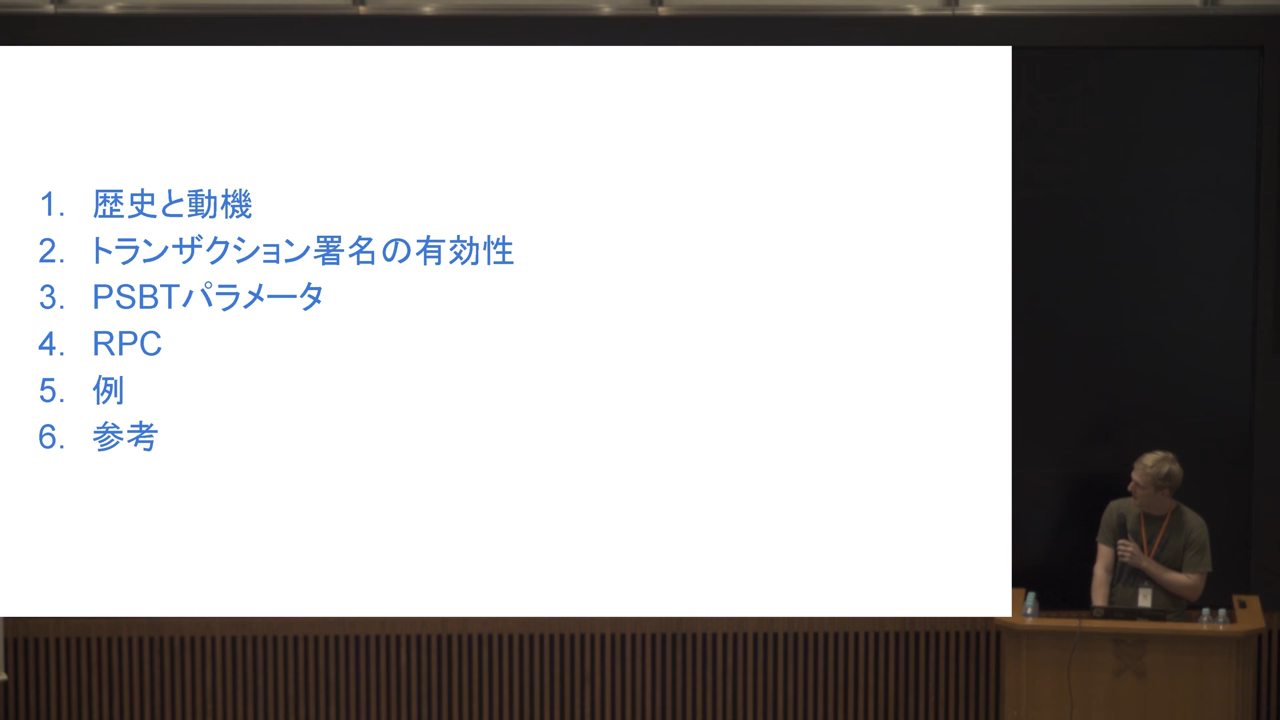 1. 歴史と動機
2. トランザクション署名の有効性
3. PSBTパラメータ
4. RPC
5. 例
6. 参考